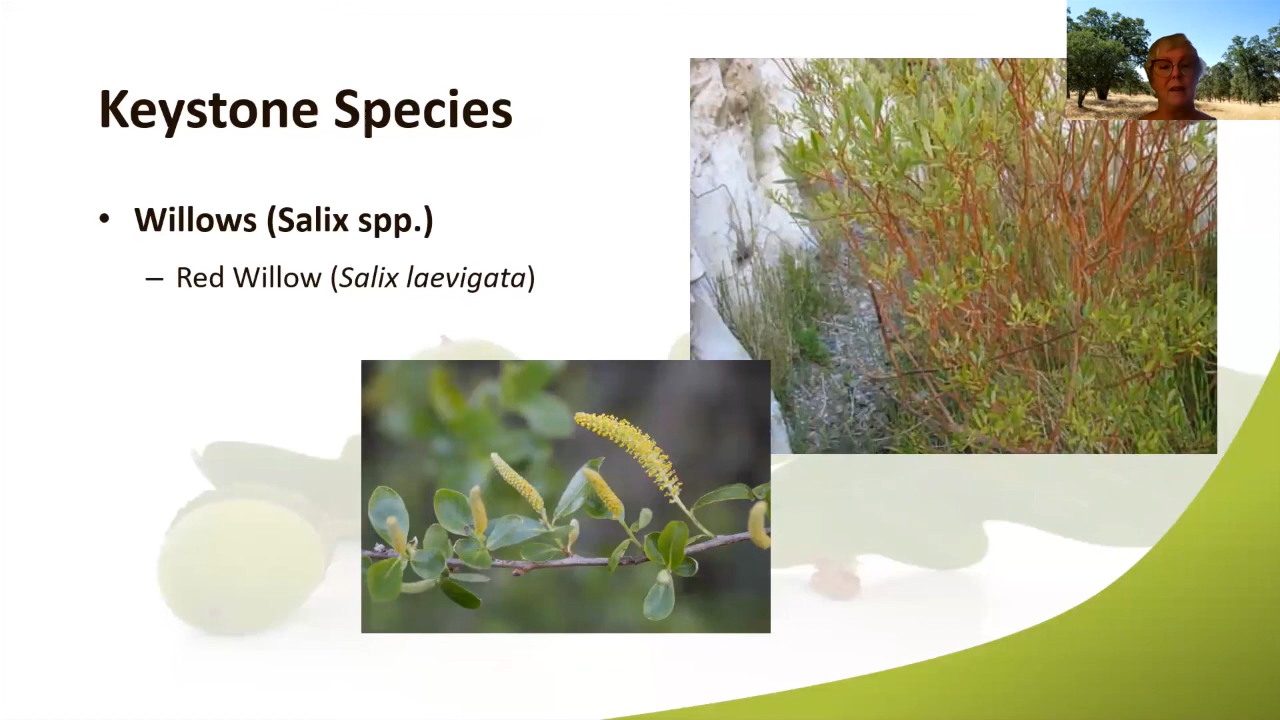 Keystone Species
• Willows (Salix spp.)
– Red Willow (Salix laevigata)